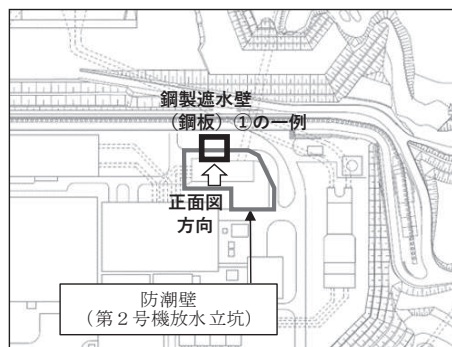 鋼製遮水壁
（鋼板）①の一例
正面図
方向
防潮壁
（第２号機放水立坑）